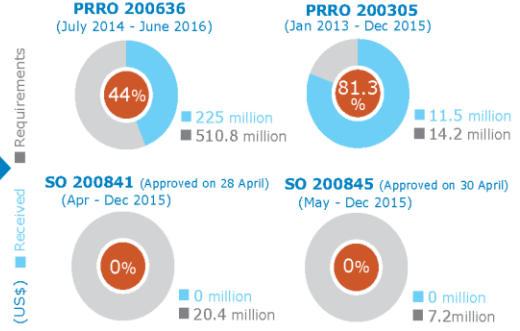 PRRO 200636
(July 2014 - June 2016)
44%
225 million
510.8 million
PRRO 200305
(Jan 2013 - Dec 2015)
81.3
%
11.5 million
14.2 million
SO 200841 (Approved on 28 April)
(Apr - Dec 2015)
0%
0 million
20.4 million
SO 200845 (Approved on 30 April)
(May - Dec 2015)
0%
0 million
7.2million
(US$) Received Requirements